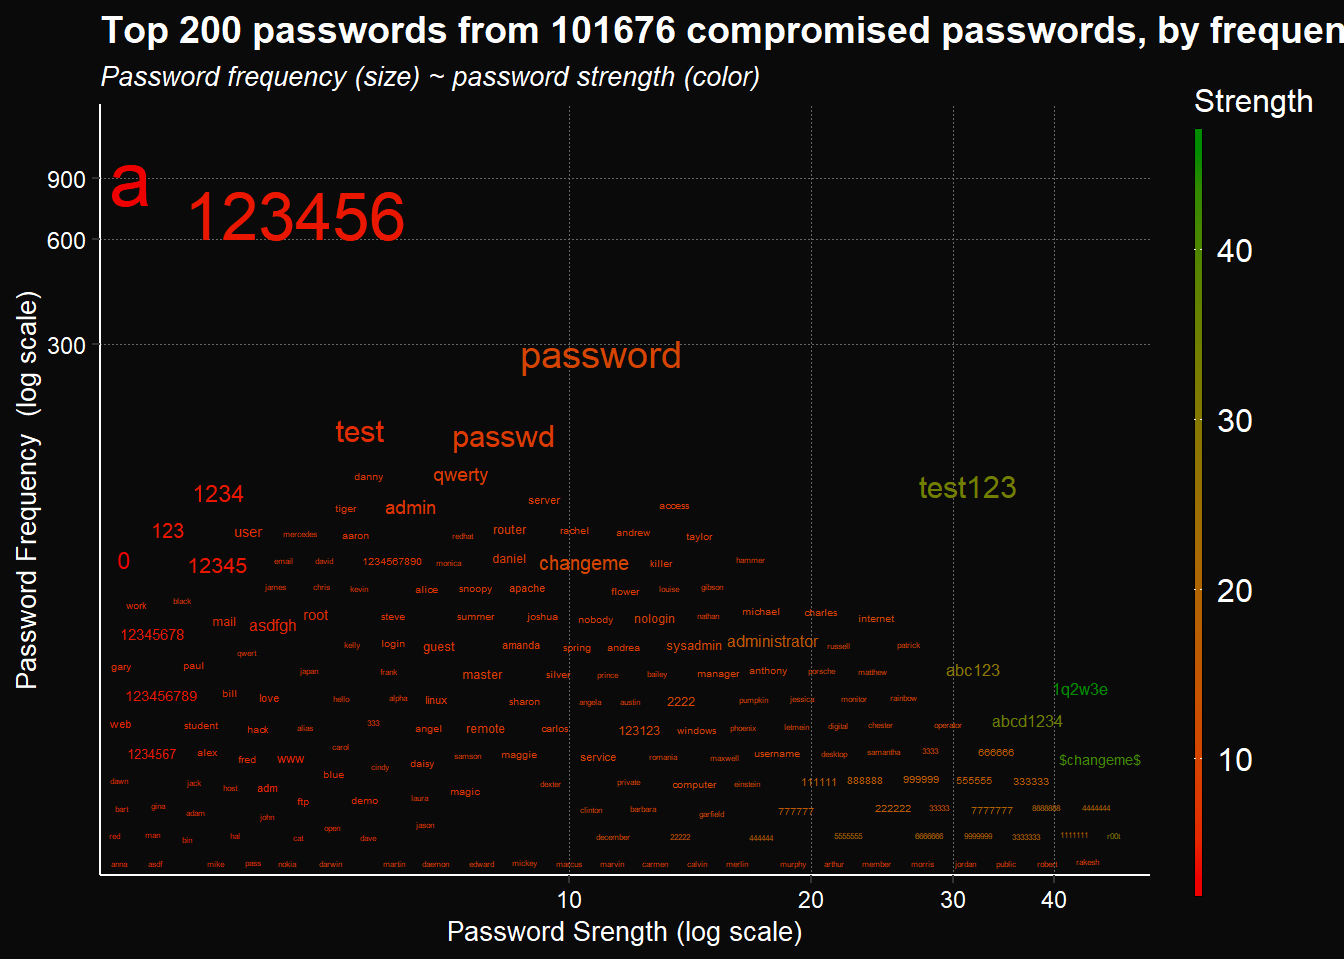 Top 200 passwords from 101676 compromised passwords, by frequen
Password frequency (size) ~ password strength (color)
Strength
900
600
300
Password Frequency (log scale)
40
30
20
10
a
123456
password
test
passwd
danny
qwerty
test123
1234
server
access
tiger
admin
123
user
mercedes
aaron
redhat
router
rachel
andrew
taylor
0
12345
email
david
1234567890
monica
daniel
changeme
killer
hammer
james
chris
kevin
alice
snoopy
apache
flower
louise
gibson
work
black
mail
asdfgh
root
steve
summer
joshua
nobody
nologin
nathan
michael
charles
internet
12345678
qwert
kelly
login
guest
amanda
spring
andrea
sysadmin
administrator
russell
patrick
gary
paul
japan
frank
master
silver
prince
bailey
manager
anthony
porsche
matthew
abc123
123456789
bill
love
hello
alpha
linux
sharon
angela
austin
2222
pumpkin
jessica
monitor
rainbow
1q2w3e
web
student
hack
alias
333
angel
remote
carlos
123123
windows
phoenix
letmein
digital
chester
operator
abcd1234
1234567
alex
fred
www
carol
cindy
daisy
samson
maggie
service
romania
maxwell
username
desktop
samantha
3333
666666
$changeme$
dawn
jack
host
adm
blue
ftp
demo
laura
magic
dexter
private
computer
einstein
111111
888888
999999
555555
333333
bart
gina
adam
john
open
jason
clinton
barbara
garfield
777777
222222
33333
7777777
8888888
4444444
red
man
bin
hal
cat
dave
december
22222
444444
5555555
6666666
9999999
3333333
1111111
r00t
anna
asdf
mike
pass
nokia
darwin
martin
daemon
edward
mickey
marcus
marvin
carmen
calvin
merlin
murphy
arthur
member
morris
jordan
public
robert
rakesh
10
20
30
40
Password Srength (log scale)